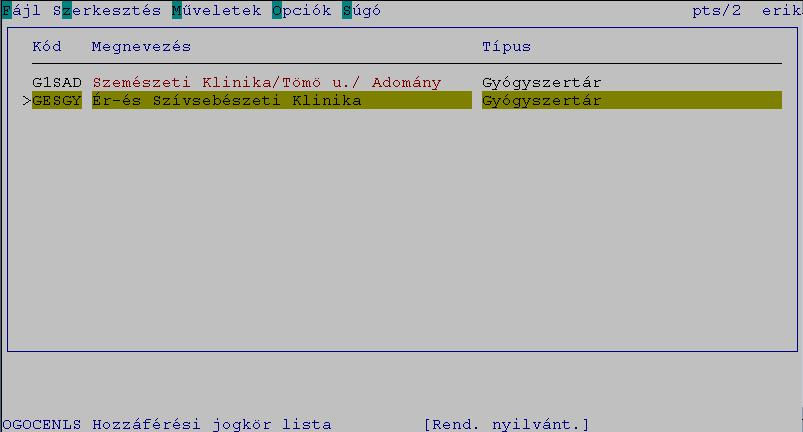 Fájl Szerkesztés Műveletek Opciók Súgó pts/2 erik
Kód Megnevezés Típus
G1SAD Szemészeti Klinika/Tömö u./ Adomány Gyógyszertár
>GESGY Ér-és Szívsebészeti Klinika Gyógyszertár
OGOCENLS Hozzáférési jogkör lista [Rend. nyilvánt.]